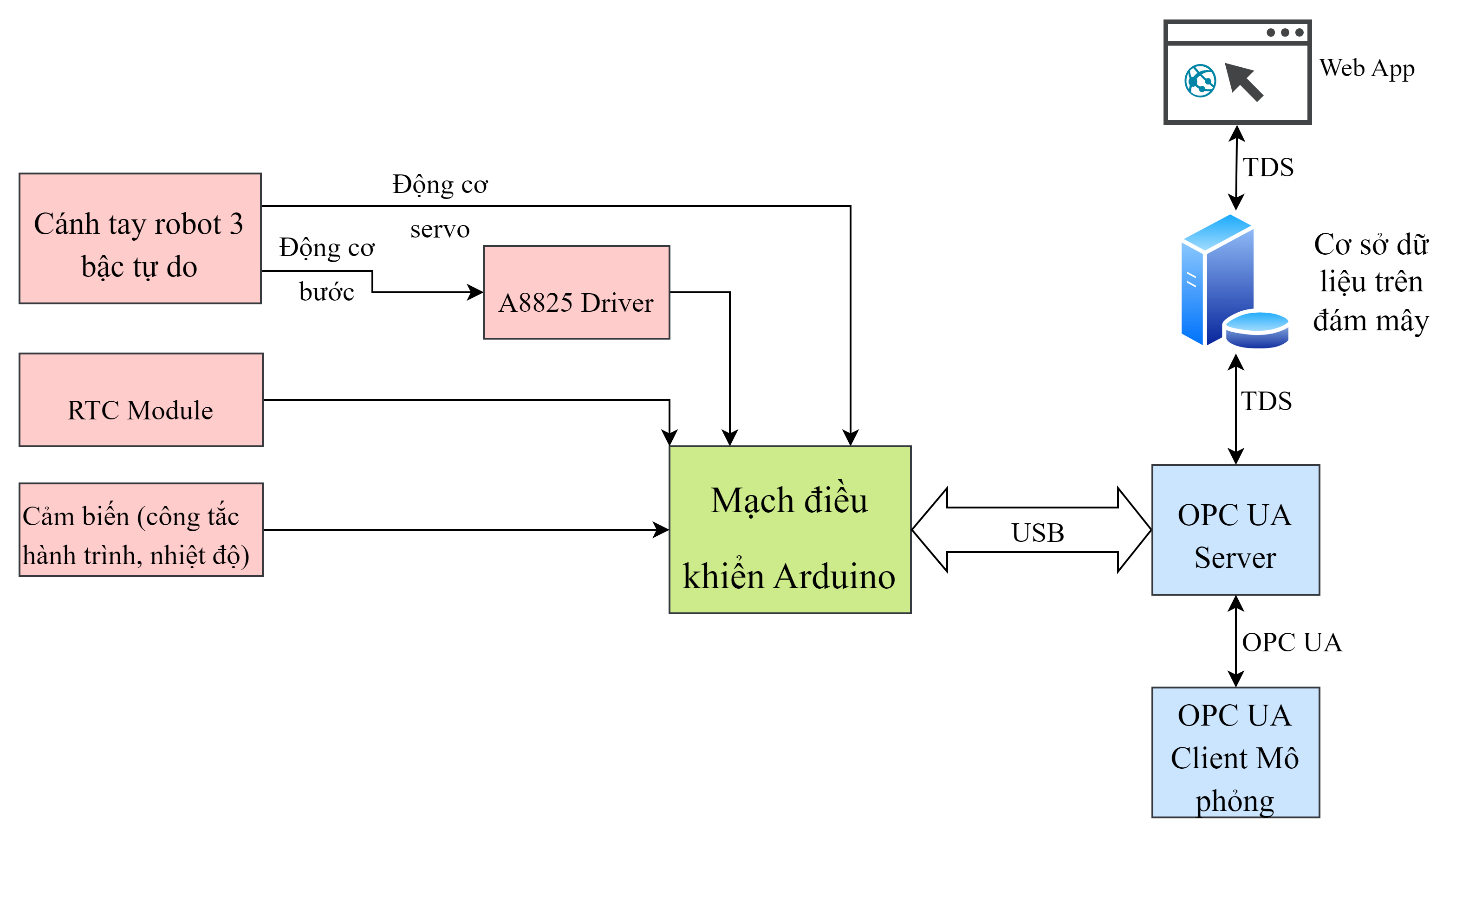 Web App
TDS
Động cơ
servo
Cánh tay robot 3
bậc tự do
Động cơ
bước
A8825 Driver
Cơ sở dữ
liệu trên
đám mây
RTC Module
TDS
Cảm biến (công tắc
hành trình, nhiệt độ)
Mạch điều
khiển Arduino
USB
OPC UA
Server
OPC UA
OPC UA
Client Mô
phỏng